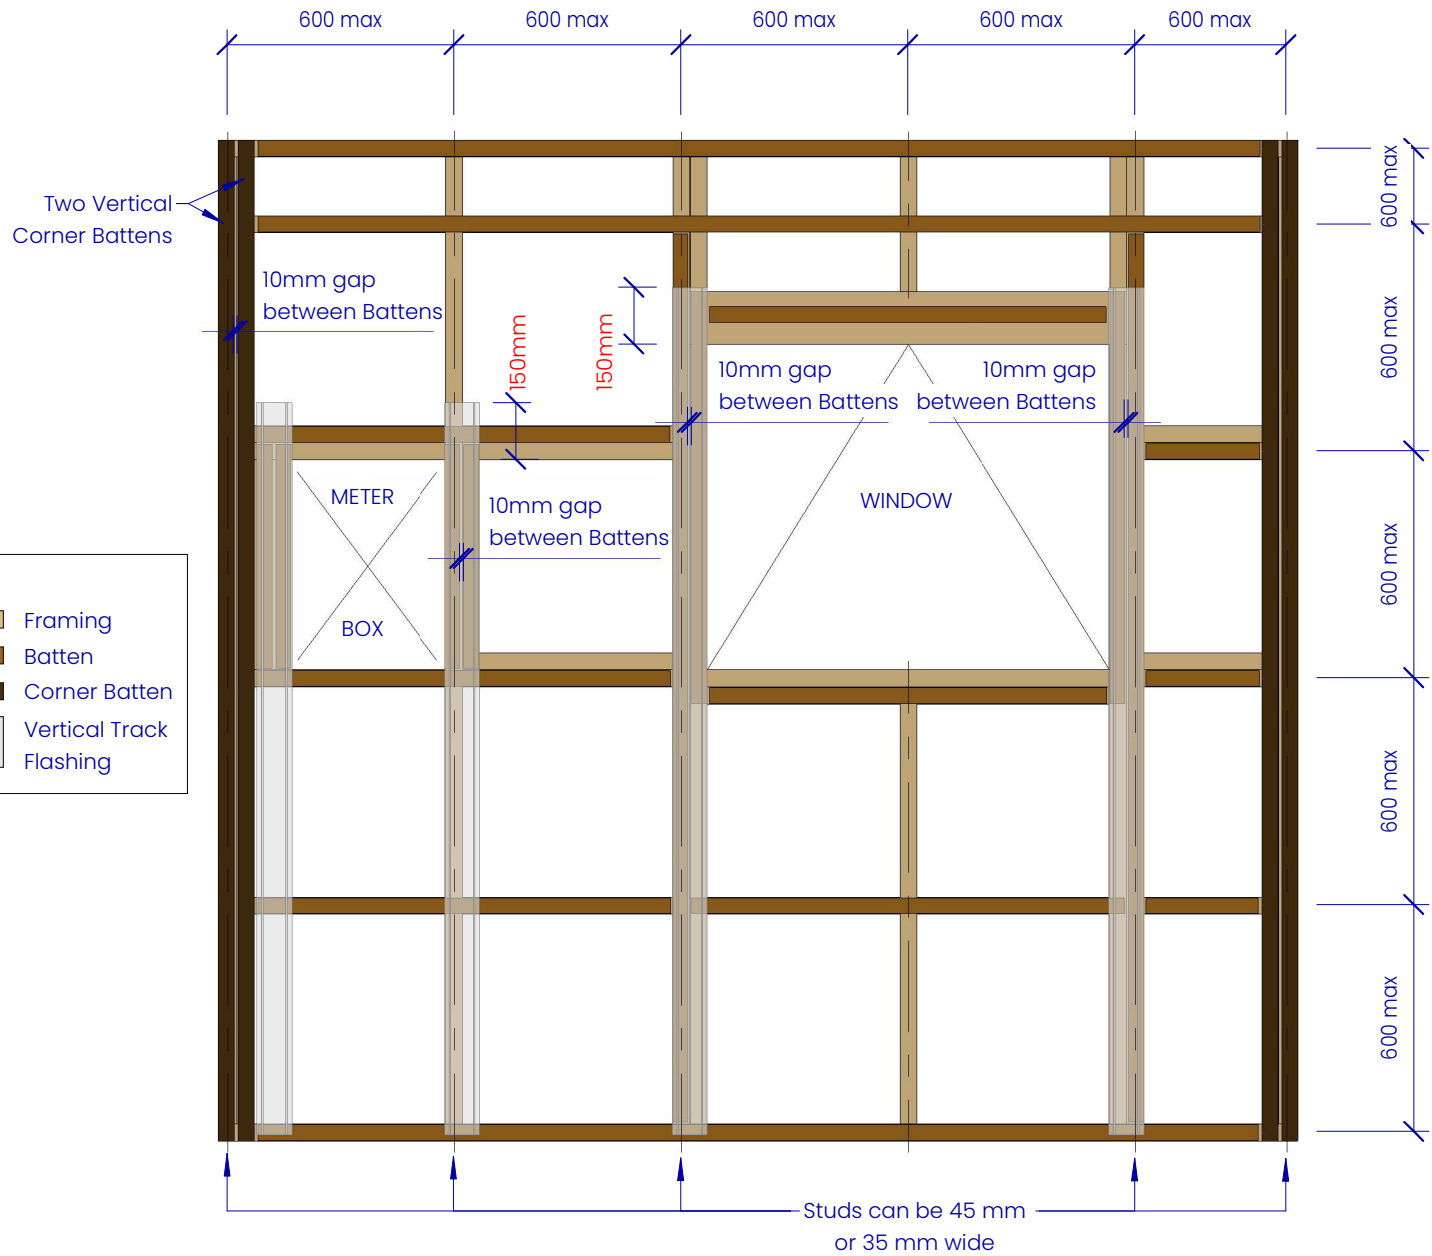 600 max
600 max
600 max
600 max
600 max
Two Vertical
Corner Battens
10mm gap
between Battens
150mm
150mm
10mm gap
between Battens
10mm gap
between Battens
METER
BOX
10mm gap
between Battens
WINDOW
600 max
600 max
600 max
600 max
600 max
Framing
Batten
Corner Batten
Vertical Track
Flashing
Studs can be 45 mm
or 35 mm wide